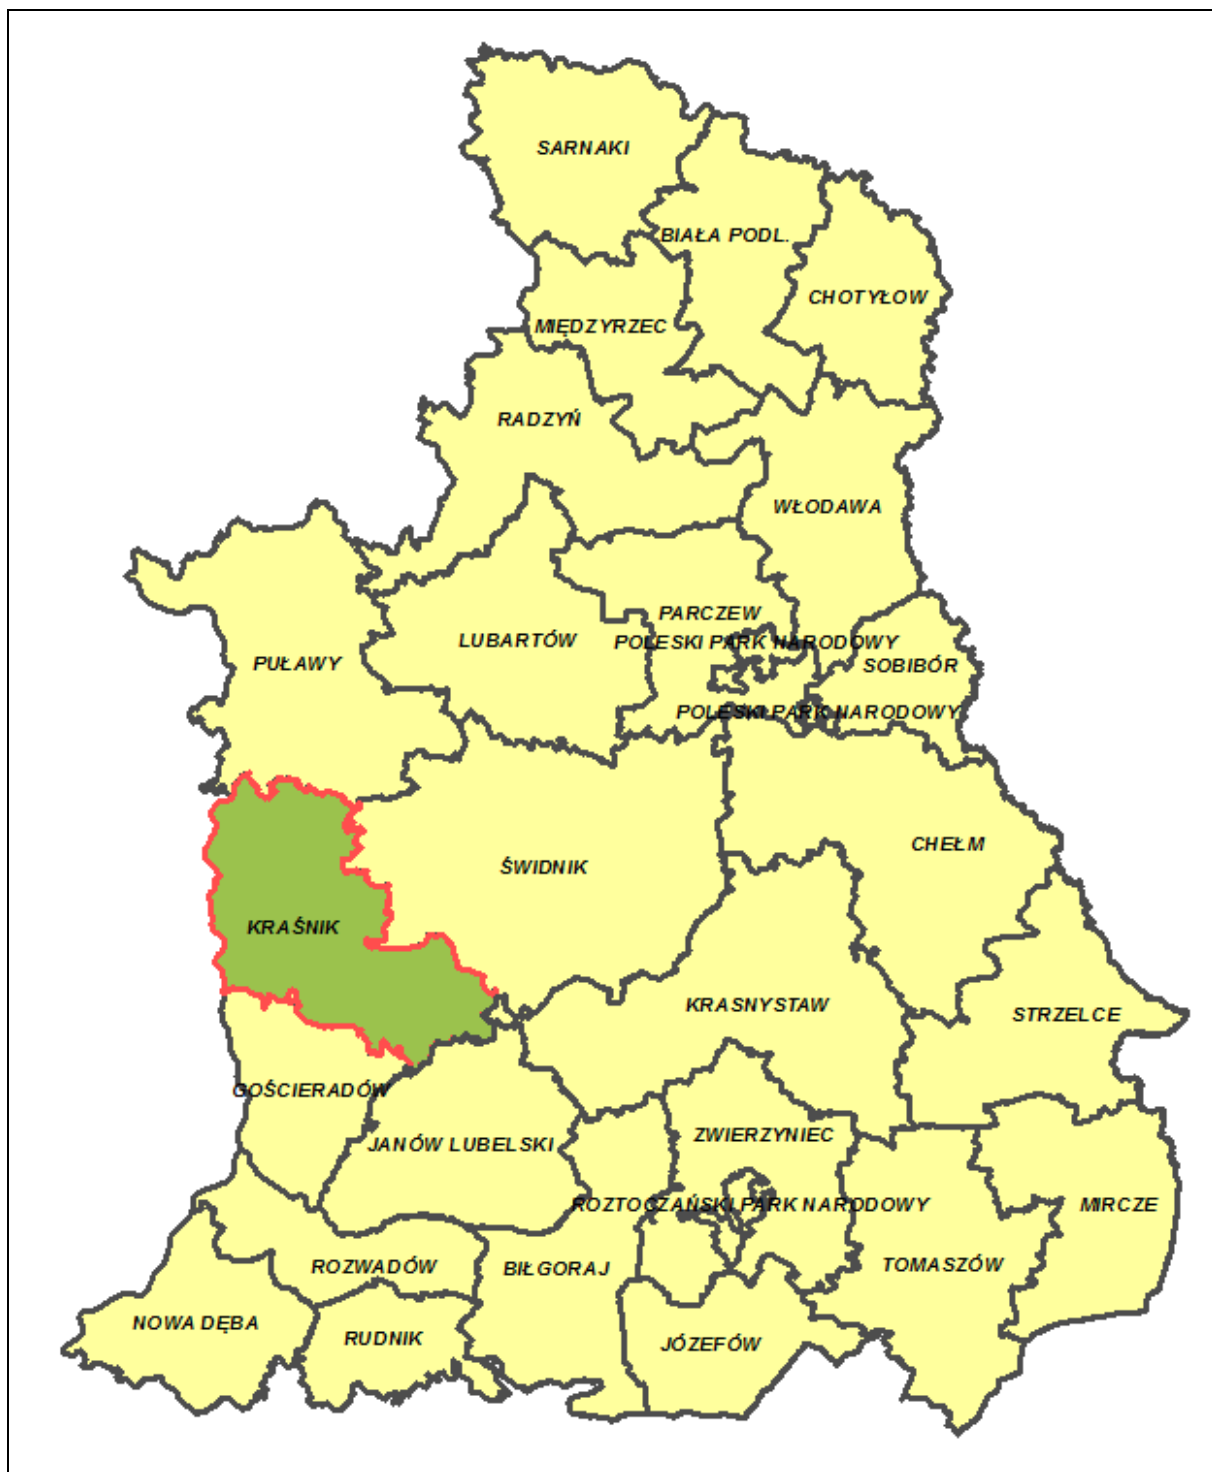 SARNAKI
BIAŁA PODL.
CHOTYŁOW
MIĘDZYRZEC
RADZYŃ
WŁODAWA
PARCZEW
LUBARTÓW
POLESKI PARK NARODOWY
PUŁAWY
SOBIBÓR
POLESKI PARK NARODOWY
CHEŁM
ŚWIDNIK
KRAŚNIK
KRASNYSTAW
STRZELCE
GOŚCIERADÓW
ZWIERZYNIEC
JANÓW LUBELSKI
ROZTOCZAŃSKI PARK NARODOWY
MIRCZE
ROZWADÓW
BIŁGORAJ
TOMASZÓW
NOWA DĘBA
RUDNIK
JÓZEFÓW